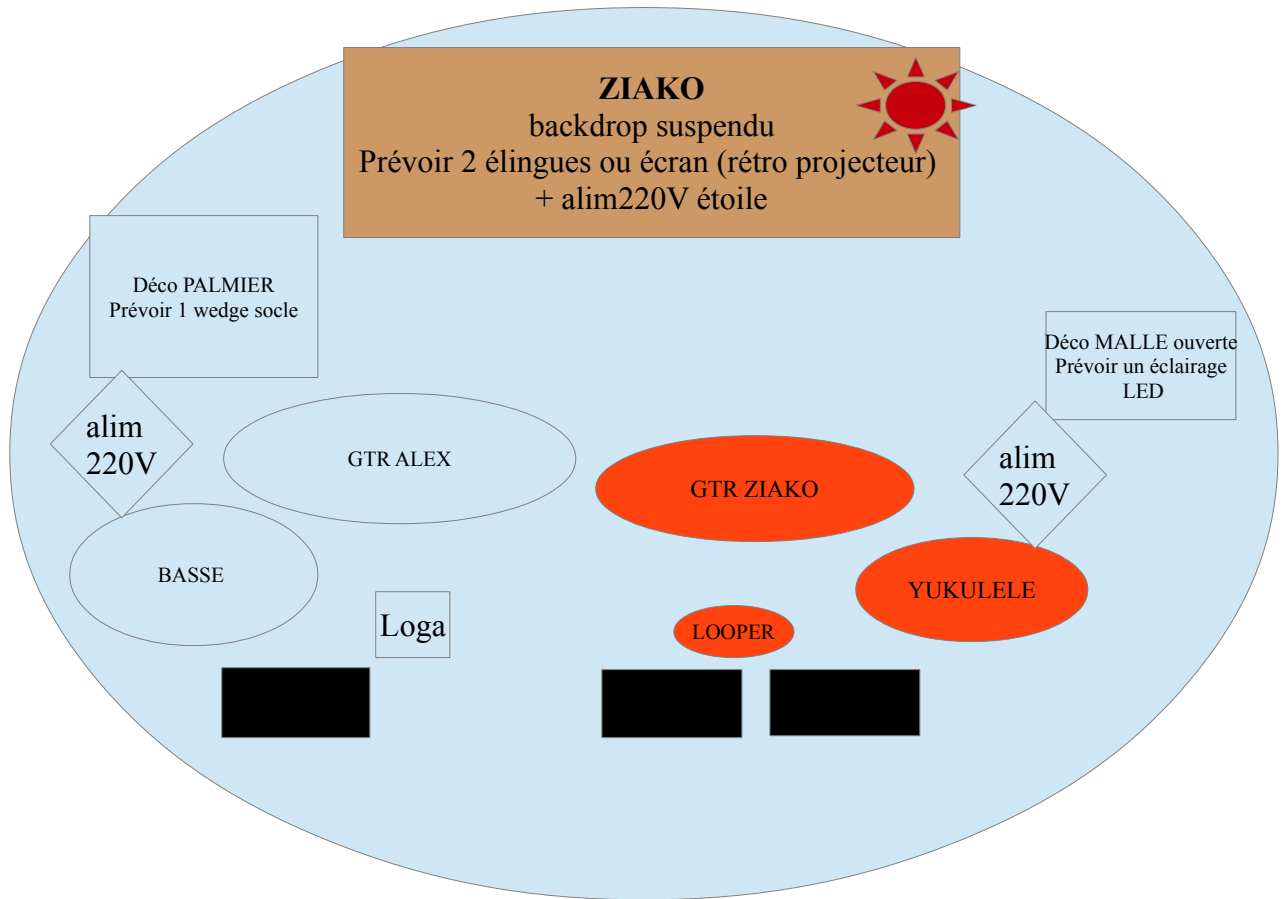 ZIAKO
backdrop suspendu
Prévoir 2 élingues ou écran (rétro projecteur)
+ alim220V étoile
Déco PALMIER
Prévoir 1 wedge socle
Déco MALLE ouverte
Prévoir un éclairage
LED
alim
220V
GTR ALEX
GTR ZIAKO
alim
220V
BASSE
YUKULELE
Loga
LOOPER